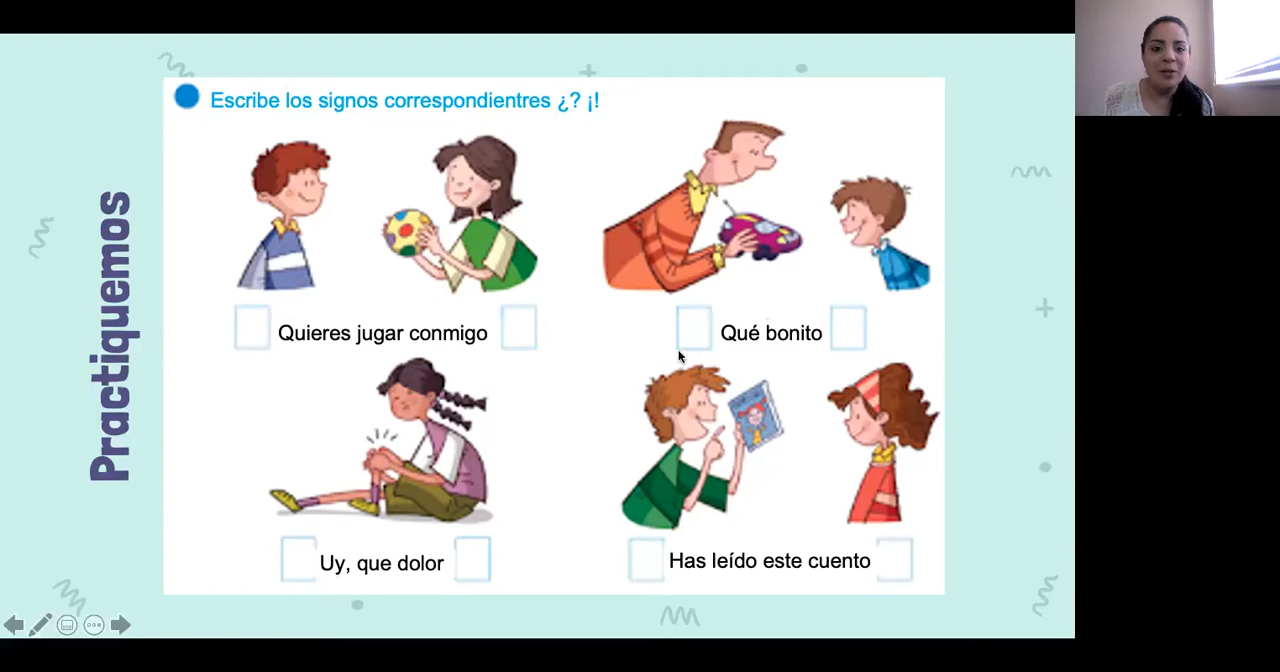 Practiquemos
Escribe los signos correspondientres ¿? ¡!
Quieres jugar conmigo
Qué bonito
Uy, que dolor
Has leído este cuento